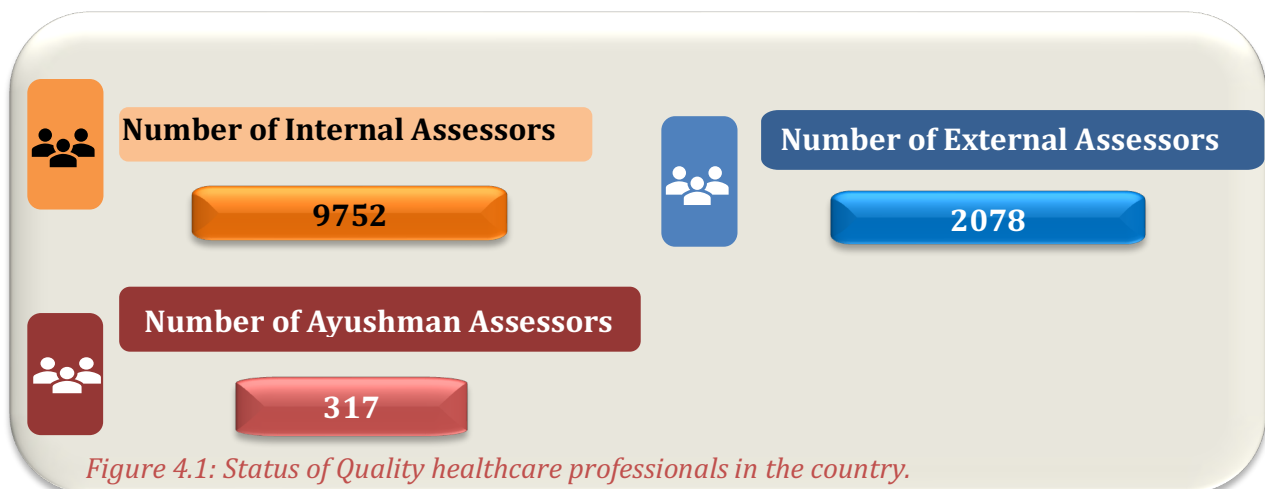 Number of Internal Assessors
9752
Number of External Assessors
2078
Number of Ayushman Assessors
317
Figure 4.1: Status of Quality healthcare professionals in the country.